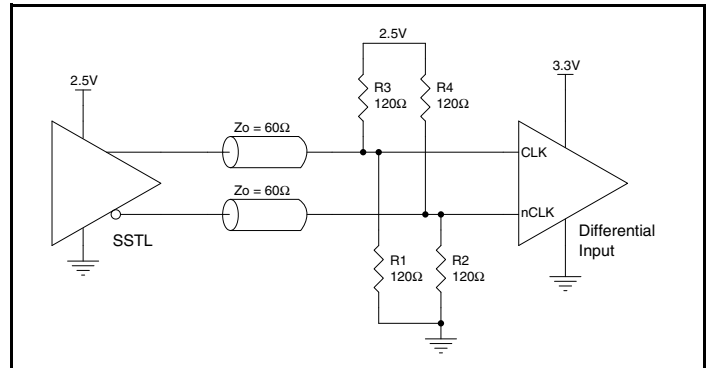 2.5V
3.3V
2.5V
R3
120Ω
R4
120Ω
Zo = 60Ω
CLK
Zo = 60Ω
nCLK
SSTL
Differential
Input
R1
120Ω
R2
120Ω